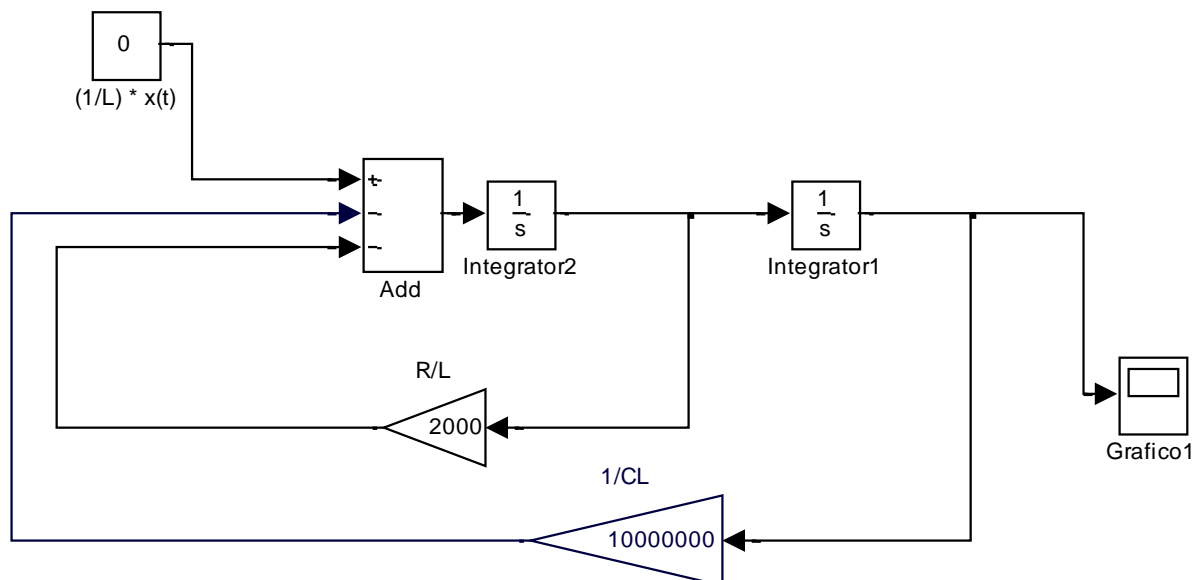 0
(1/L) * x(t)
+
−
−
Add
1
s
Integrator2
1
s
Integrator1
R/L
2000
Grafico1
1/CL
10000000